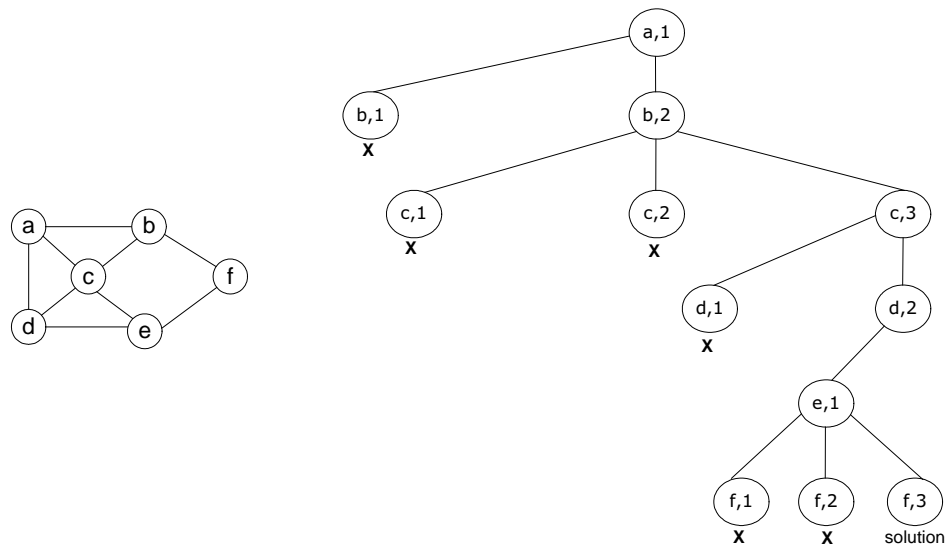 a,1
b,1
b,2
X
c,1
c,2
c,3
X
X
a
b
c
f
d
e
d,1
d,2
X
e,1
f,1
f,2
f,3
X
X
solution